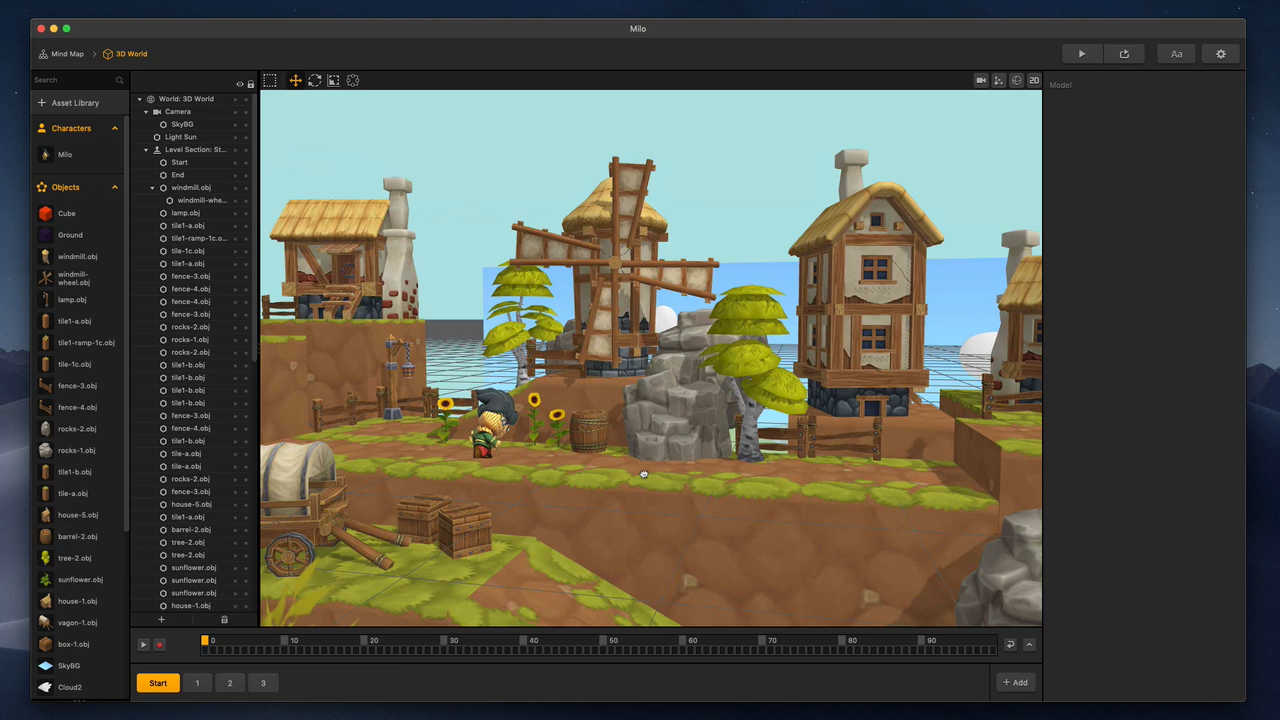 Milo
Mind Map
3D World
Aa
Search
Asset Library
Characters
Milo
Objects
Cube
Ground
windmill.obj
windmill-
wheel.obj
lamp.obj
tile1-a.obj
tile1-ramp-1c.obj
tile-1c.obj
fence-3.obj
fence-4.obj
rocks-2.obj
rocks-1.obj
tile1-b.obj
tile-a.obj
house-5.obj
barrel-2.obj
tree-2.obj
sunflower.obj
house-1.obj
vagon-1.obj
box-1.obj
SkyBG
Cloud2
World: 3D World
Camera
SkyBG
Light Sun
Level Section: St...
Start
End
windmill.obj
windmill-whe...
lamp.obj
tile1-a.obj
tile1-ramp-1c.o...
tile-1c.obj
tile1-a.obj
fence-3.obj
fence-4.obj
fence-4.obj
fence-3.obj
rocks-2.obj
rocks-1.obj
rocks-2.obj
tile1-b.obj
tile1-b.obj
tile1-b.obj
tile1-b.obj
fence-3.obj
fence-4.obj
tile1-b.obj
tile-a.obj
tile-a.obj
rocks-2.obj
fence-3.obj
house-5.obj
tile1-a.obj
barrel-2.obj
tree-2.obj
tree-2.obj
sunflower.obj
sunflower.obj
sunflower.obj
house-1.obj
2D
Model
0 10 20 30 40 50 60 70 80 90
Start 1 2 3
Add